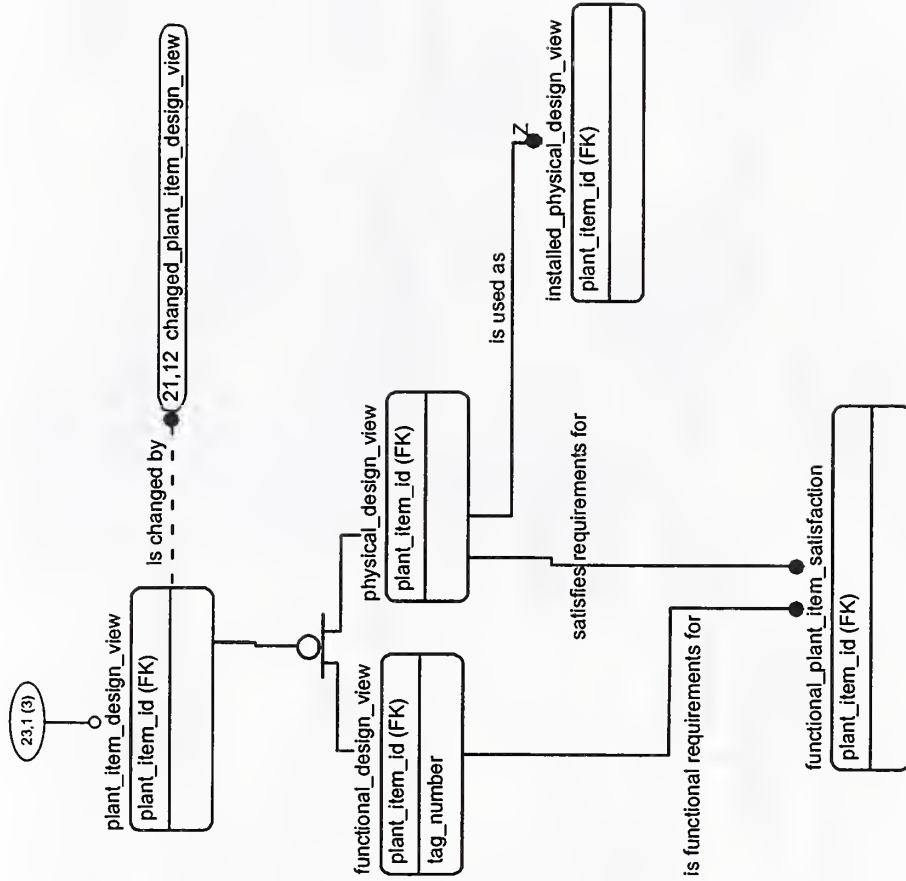 23,1 (3)
plant_item_design_view
plant_item_id (FK)
Is changed by
21,12 changed_plant_item_design_view
functional_design_view
plant_item_id (FK)
tag_number
physical_design_view
plant_item_id (FK)
is used as
Z
installed_physical_design_view
plant_item_id (FK)
satisfies requirements for
is functional requirements for
functional_plant_item_satisfaction
plant_item_id (FK)